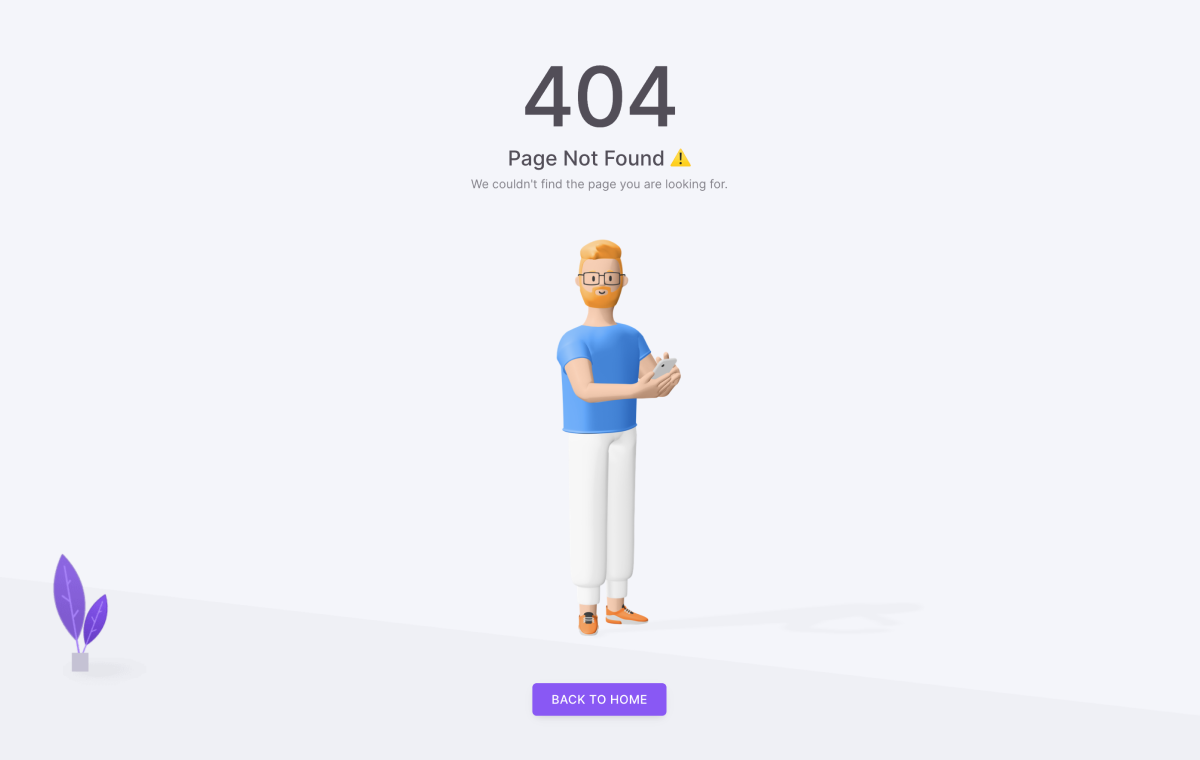 404
Page Not Found ⚠️
We couldn't find the page you are looking for.
BACK TO HOME